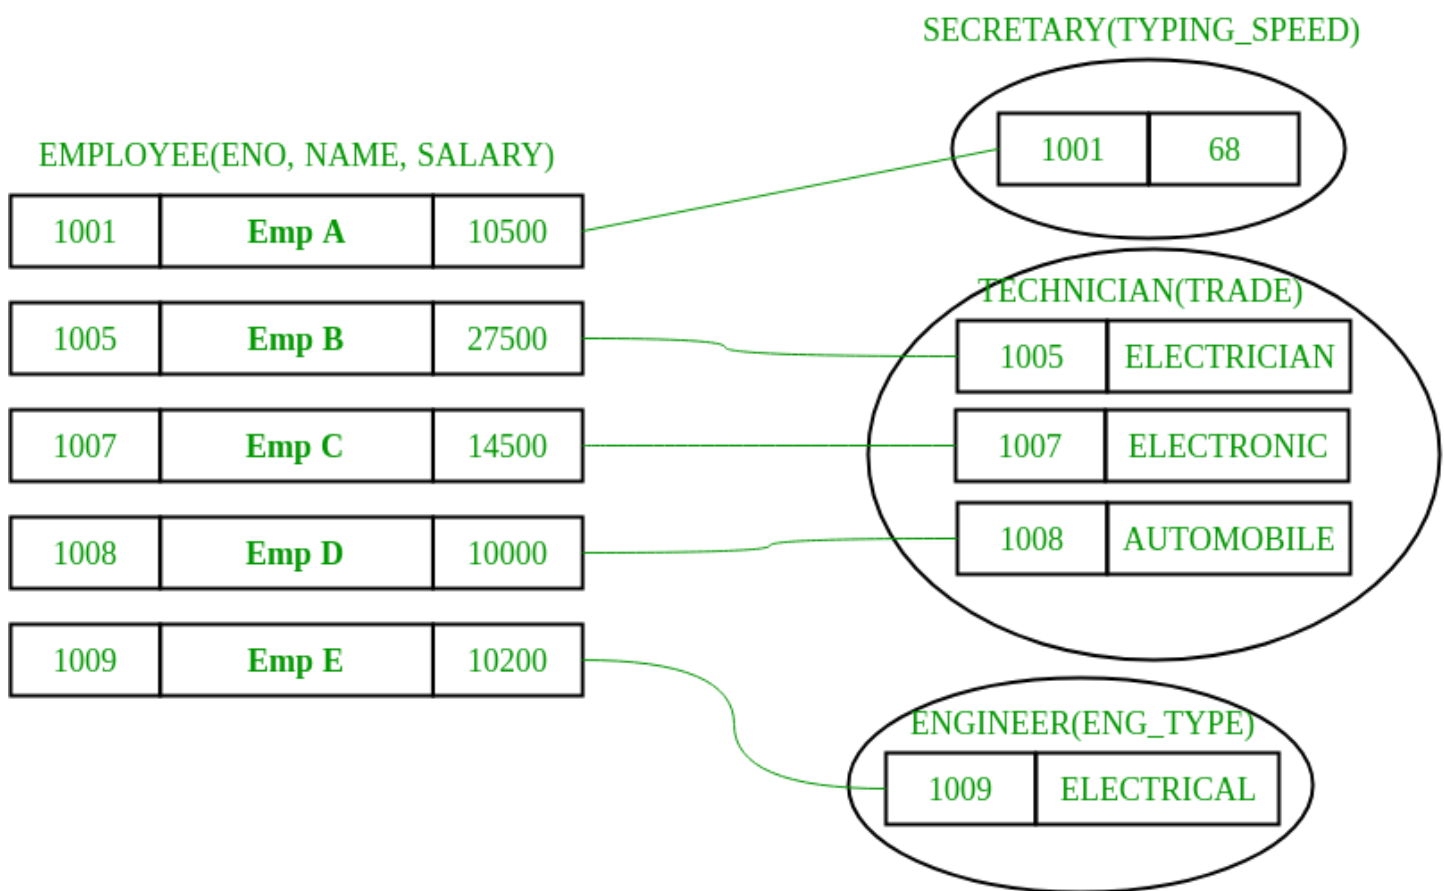 SECRETARY(TYPING_SPEED)
1001 68
EMPLOYEE(ENO, NAME, SALARY)
1001 Emp A 10500
1005 Emp B 27500
1007 Emp C 14500
1008 Emp D 10000
1009 Emp E 10200
TECHNICIAN(TRADE)
1005 ELECTRICIAN
1007 ELECTRONIC
1008 AUTOMOBILE
ENGINEER(ENG_TYPE)
1009 ELECTRICAL